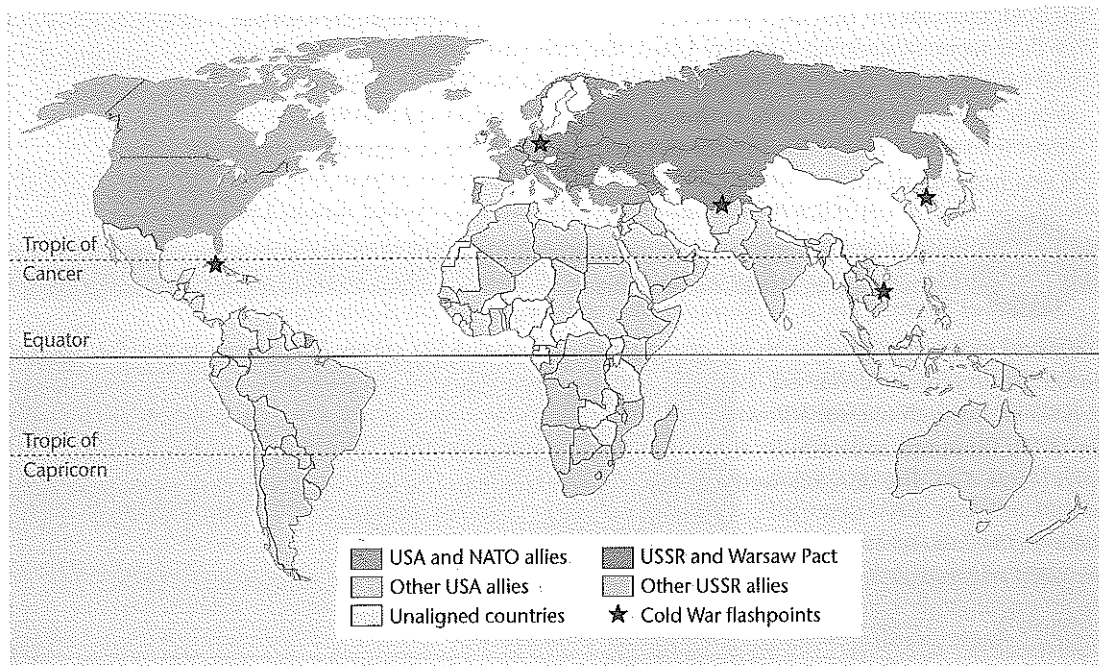 Tropic of
Cancer
Equator
Tropic of
Capricorn
USA and NATO allies
USSR and Warsaw Pact
Other USA allies
Other USSR allies
Unaligned countries
Cold War flashpoints